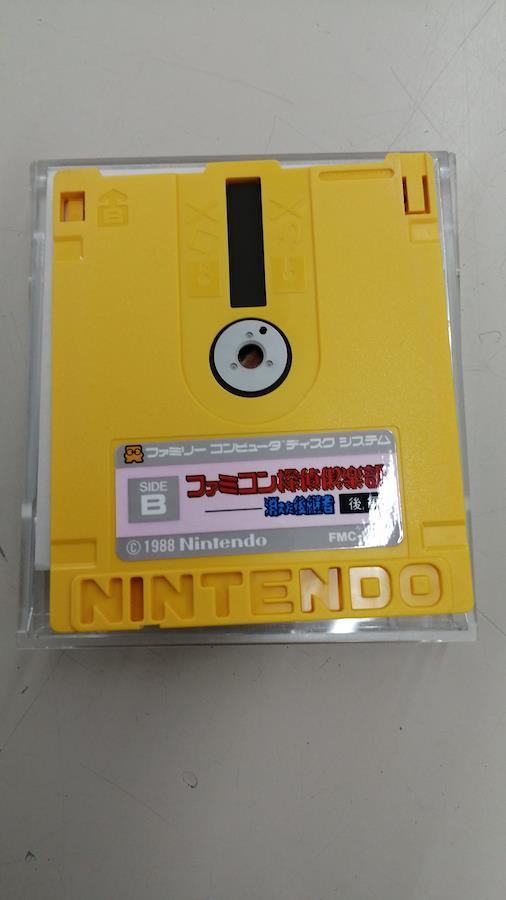 B
ファミリー コンピュータ ディスク システム
SIDE
B
ファミコン探偵倶楽部
消えた後継者
後
© 1988 Nintendo
FMC
NINTENDO